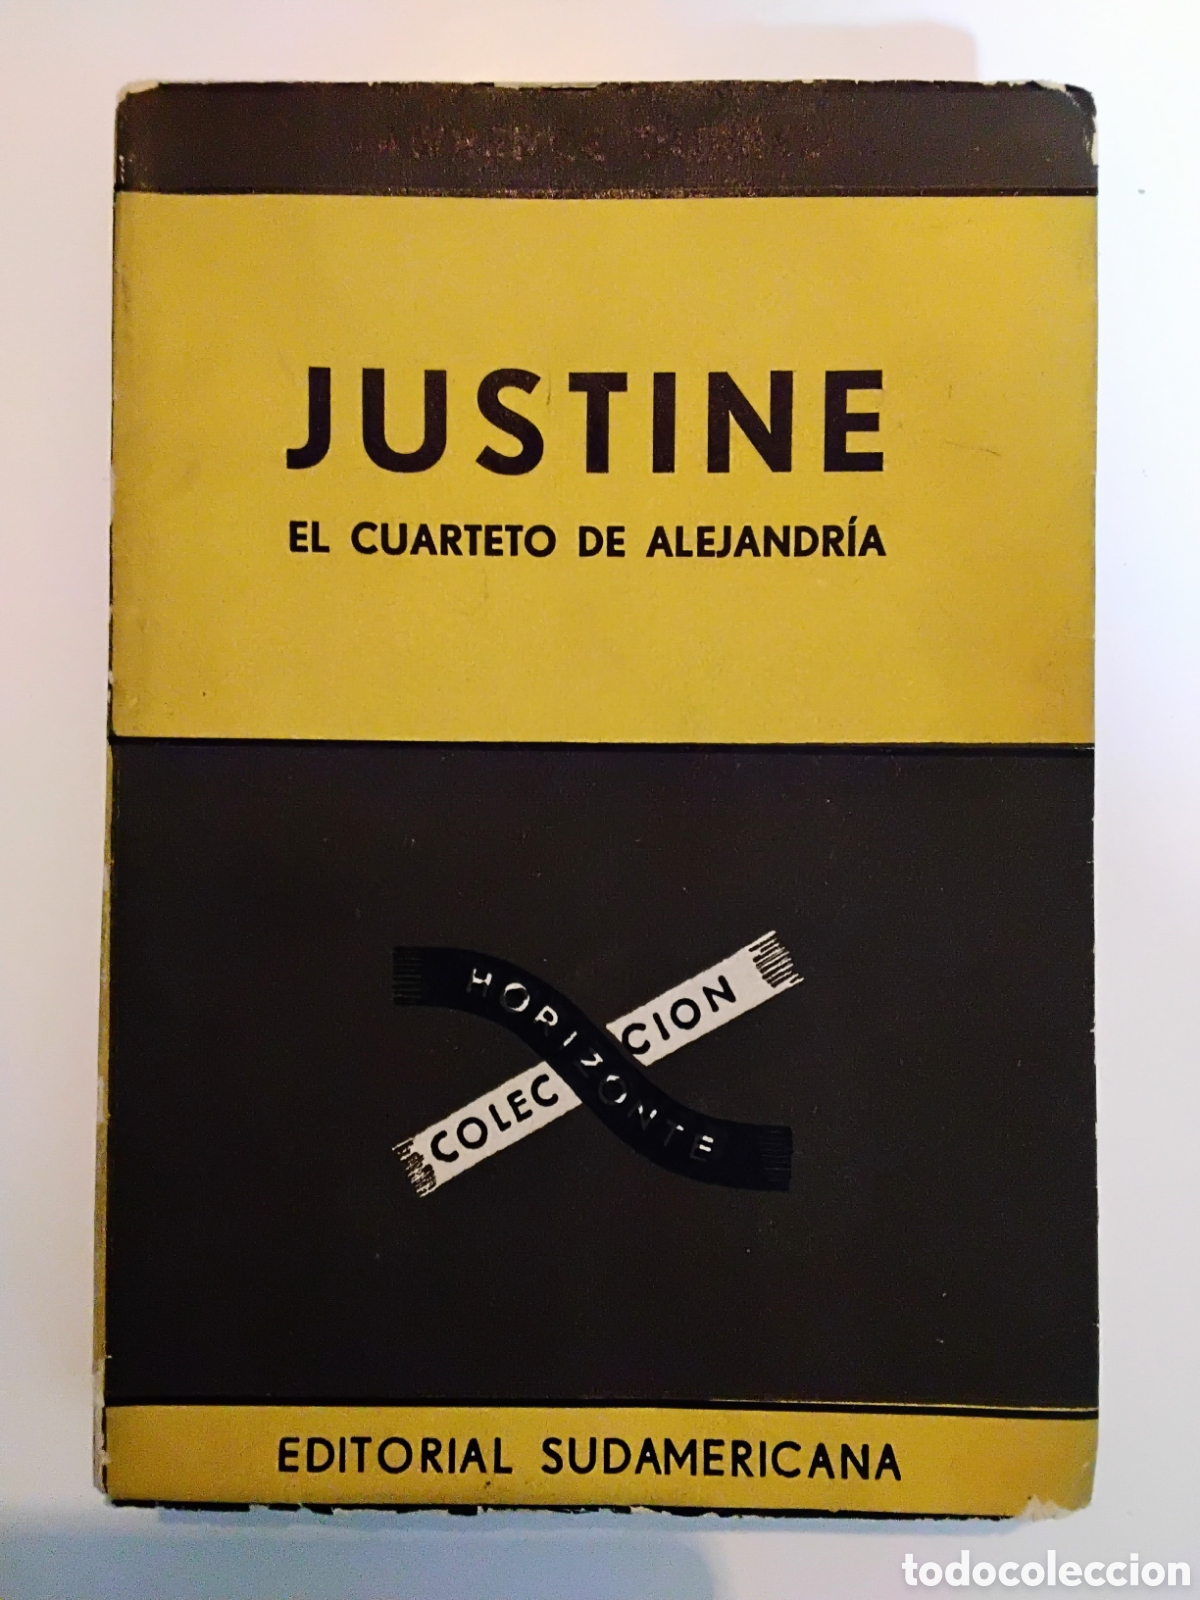 JUSTINE
EL CUARTETO DE ALEJANDRÍA
COLECCION
HORIZONTE
EDITORIAL SUDAMERICANA
todocoleccion